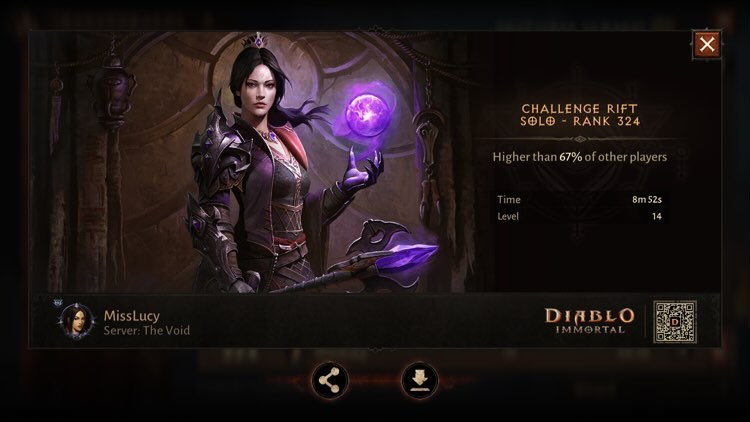 CHALLENGE RIFT
SOLO - RANK 324
Higher than 67% of other players
Time 8m 52s
Level 14
MissLucy
Server: The Void
DIABLO
IMMORTAL
D